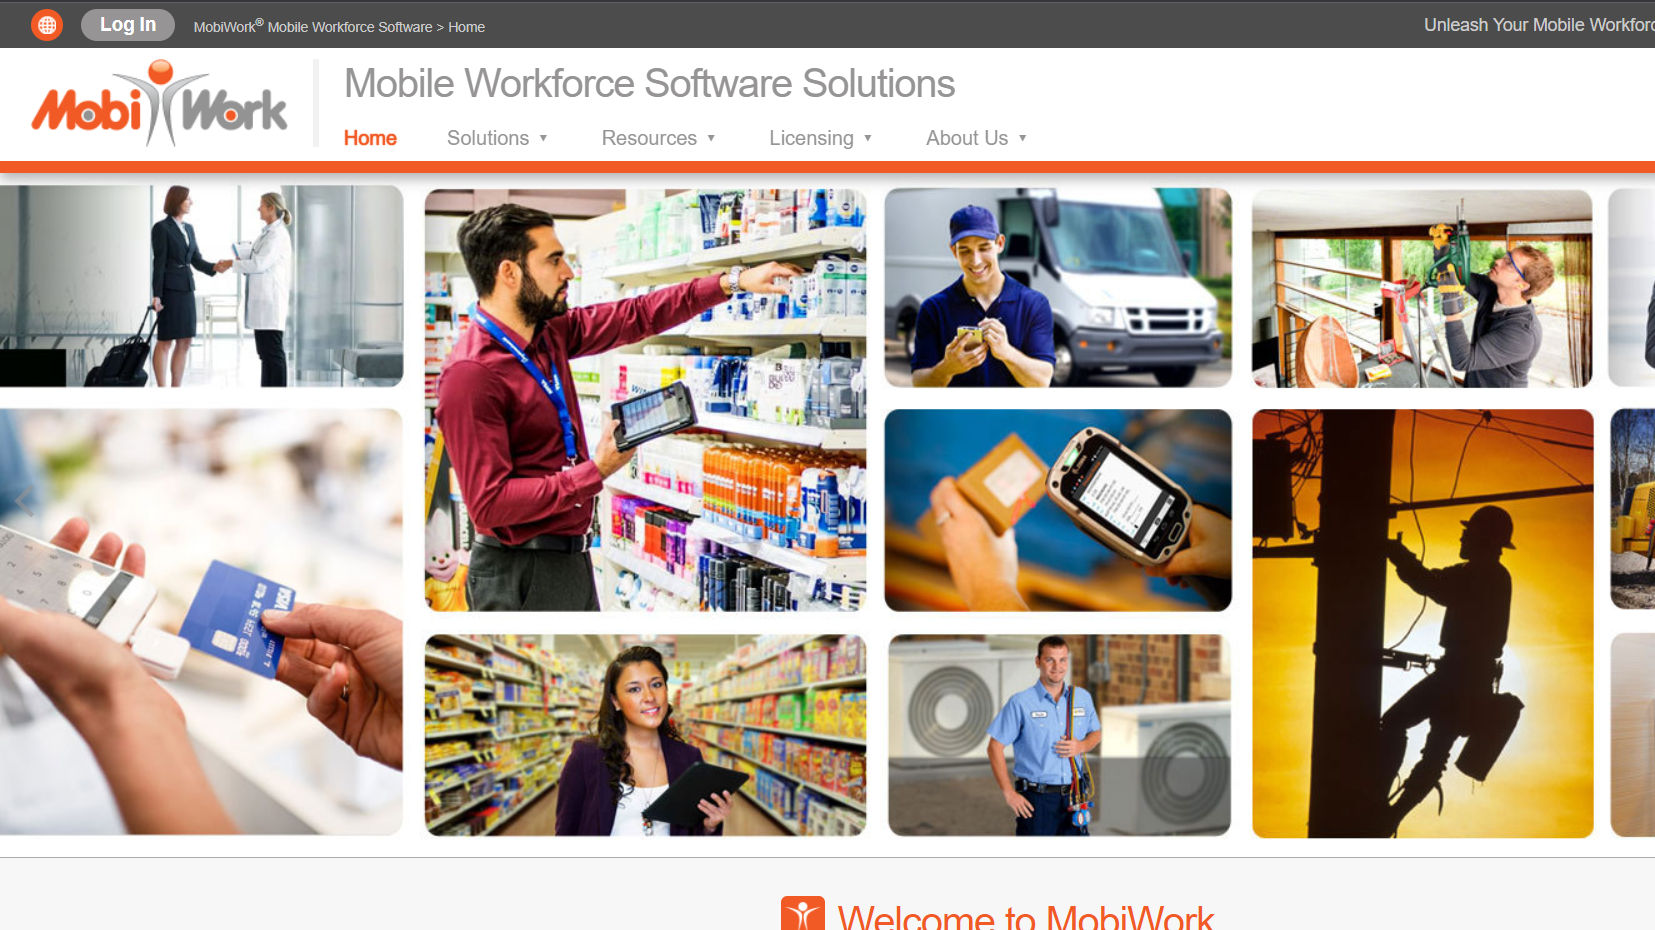 Log In
MobiWork® Mobile Workforce Software > Home
Unleash Your Mobile Workforc
MobiWork
Mobile Workforce Software Solutions
Home
Solutions ▼
Resources ▼
Licensing ▼
About Us ▼
VISA
Welcome to MobiWork